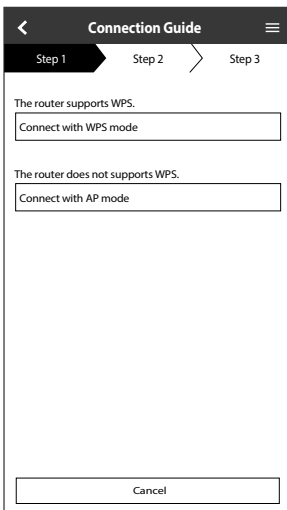 Connection Guide
Step 1 Step 2 Step 3
The router supports WPS.
Connect with WPS mode
The router does not supports WPS.
Connect with AP mode
Cancel